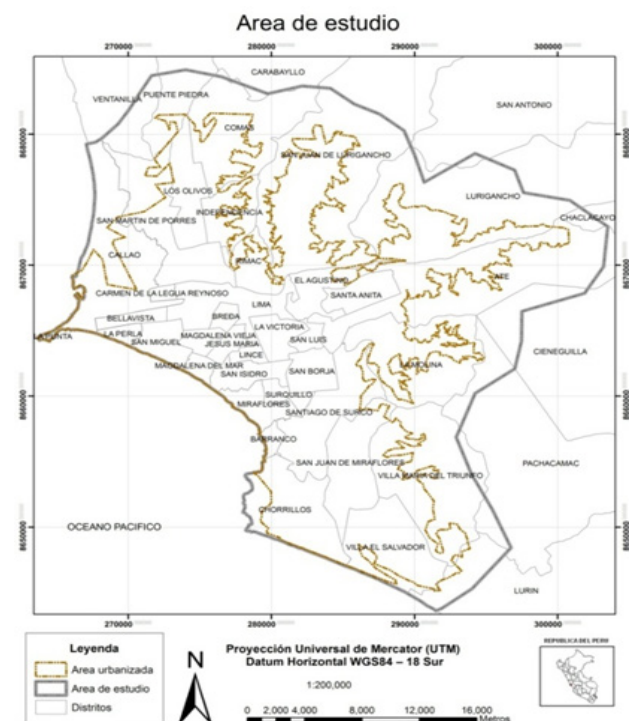 Area de estudio
270000 280000 290000 300000
CARABAYLLO
VENTANILLA
PUENTE PIEDRA
SAN ANTONIO
COMAS
8680000 8680000
SAN JUAN DE LURIGANCHO
LOS OLIVOS
LURIGANCHO
INDEPENDENCIA
SAN MARTIN DE PORRES
CHACLACAYO
CALLAO
RIMAC
8670000 8670000
EL AGUSTINO
ATE
CARMEN DE LA LEGUA REYNOSO
SANTA ANITA
LIMA
BELLAVISTA
BREÑA
LA VICTORIA
LA PUNTA
LA PERLA
MAGDALENA VIEJA
SAN MIGUEL
JESUS MARIA
SAN LUIS
LINCE
CIENEGUILLA
MAGDALENA DEL MAR
LA MOLINA
SAN ISIDRO
SAN BORJA
8660000 8660000
SURQUILLO
MIRAFLORES
SANTIAGO DE SURCO
BARRANCO
SAN JUAN DE MIRAFLORES
PACHACAMAC
VILLA MARIA DEL TRIUNFO
CHORRILLOS
OCEANO PACIFICO
8650000 8650000
VILLA EL SALVADOR
LURIN
270000 280000 290000 300000
Leyenda
Area urbanizada
Area de estudio
Distritos
N
Proyección Universal de Mercator (UTM)
Datum Horizontal WGS84 – 18 Sur
1:200,000
0 2,000 4,000 8,000 12,000 16,000
Metros
REPUBLICA DEL PERU